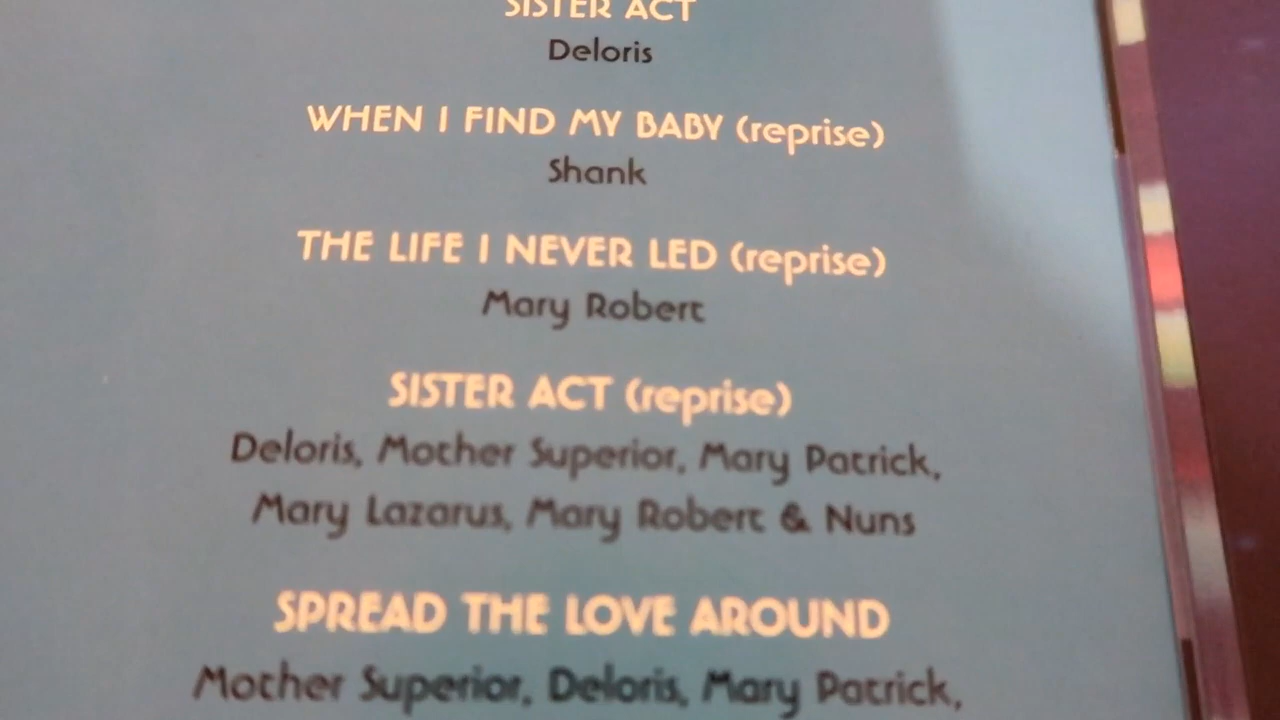 SISTER ACT
Deloris
WHEN I FIND MY BABY (reprise)
Shank
THE LIFE I NEVER LED (reprise)
Mary Robert
SISTER ACT (reprise)
Deloris, Mother Superior, Mary Patrick,
Mary Lazarus, Mary Robert & Nuns
SPREAD THE LOVE AROUND
Mother Superior, Deloris, Mary Patrick,